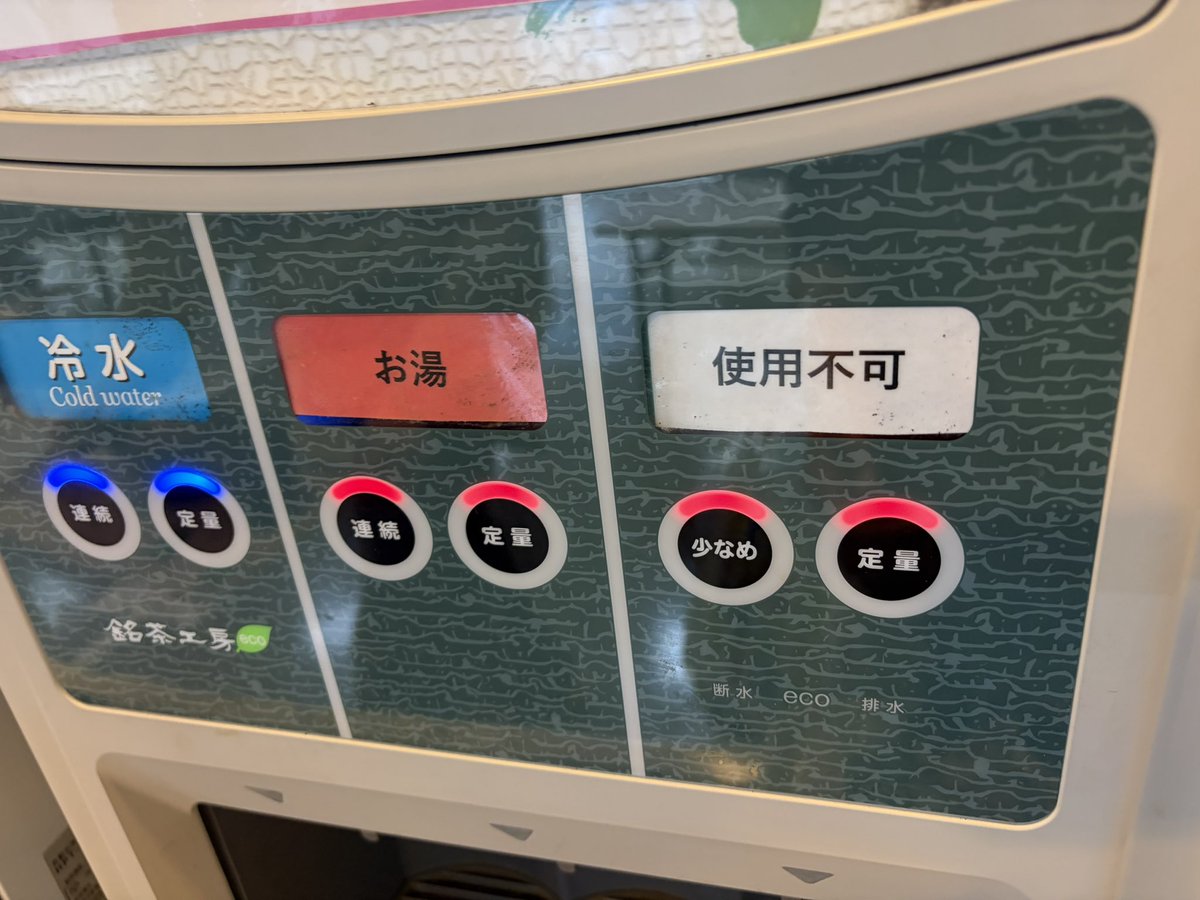 冷水
Cold water
連続
定量
銘茶工房 eco
お湯
連続
定量
使用不可
少なめ
定量
断水 eco 排水